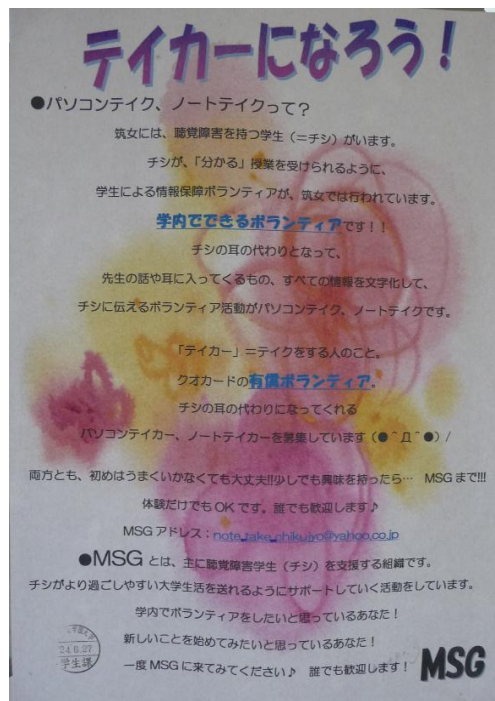 テイカーになろう!
●パソコンテイク、ノートテイクって?
筑女には、聴覚障害を持つ学生(=チシ)がいます。
チシが、「分かる」授業を受けられるように、
学生による情報保障ボランティアが、筑女では行われています。
学内でできるボランティアです!!
チシの耳の代わりとなって、
先生の話や耳に入ってくるもの、すべての情報を文字化して、
チシに伝えるボランティア活動がパソコンテイク、ノートテイクです。
「テイカー」=テイクをする人のこと。
クオカードの有償ボランティア。
チシの耳の代わりになってくれる
パソコンテイカー、ノートテイカーを募集しています(●^Д^●)/
両方とも、初めはうまくいかなくても大丈夫!!少しでも興味を持ったら… MSGまで!!!
体験だけでもOKです。誰でも歓迎します♪
MSGアドレス:note_take_chikujyo@yahoo.co.jp
●MSGとは、主に聴覚障害学生(チシ)を支援する組織です。
チシがより過ごしやすい大学生活を送れるようにサポートしていく活動をしています。
学内でボランティアをしたいと思っているあなた!
新しいことを始めてみたいと思っているあなた!
一度MSGに来てみてください♪ 誰でも歓迎します!
MSG
24.6.27
学生課